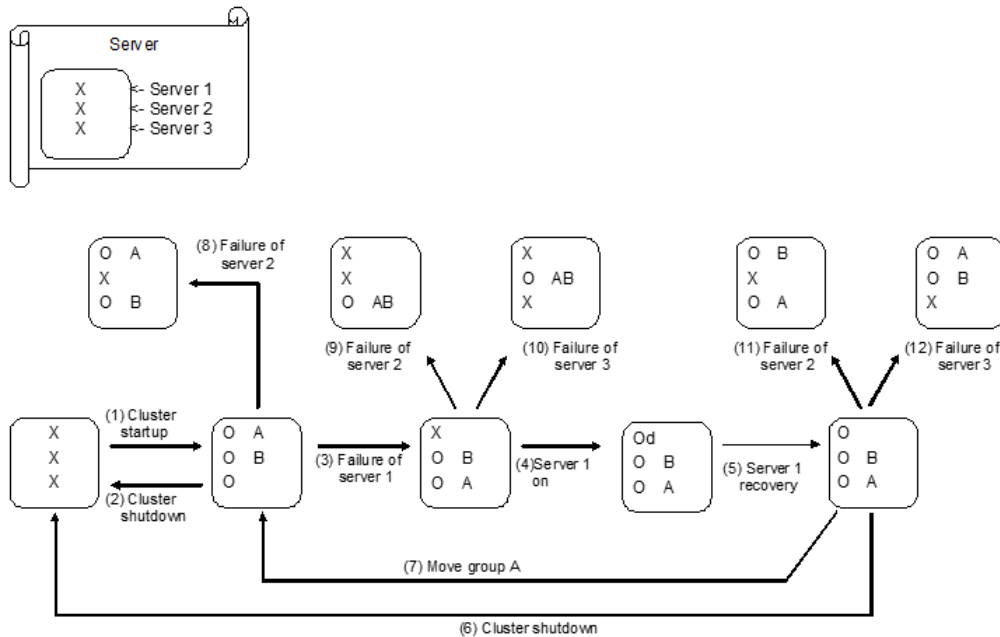 Server
X <- Server 1
X <- Server 2
X <- Server 3
O A
X
O B
(8) Failure of
server 2
X
X
O AB
X
O AB
X
O B
X
O A
O A
O B
X
(9) Failure of
server 2
(10) Failure of
server 3
(11) Failure of
server 2
(12) Failure of
server 3
X
X
X
(1) Cluster
startup
(2) Cluster
shutdown
O A
O B
O
(3) Failure of
server 1
X
O B
O A
(4)Server 1
on
Od
O B
O A
(5) Server 1
recovery
O
O B
O A
(7) Move group A
(6) Cluster shutdown